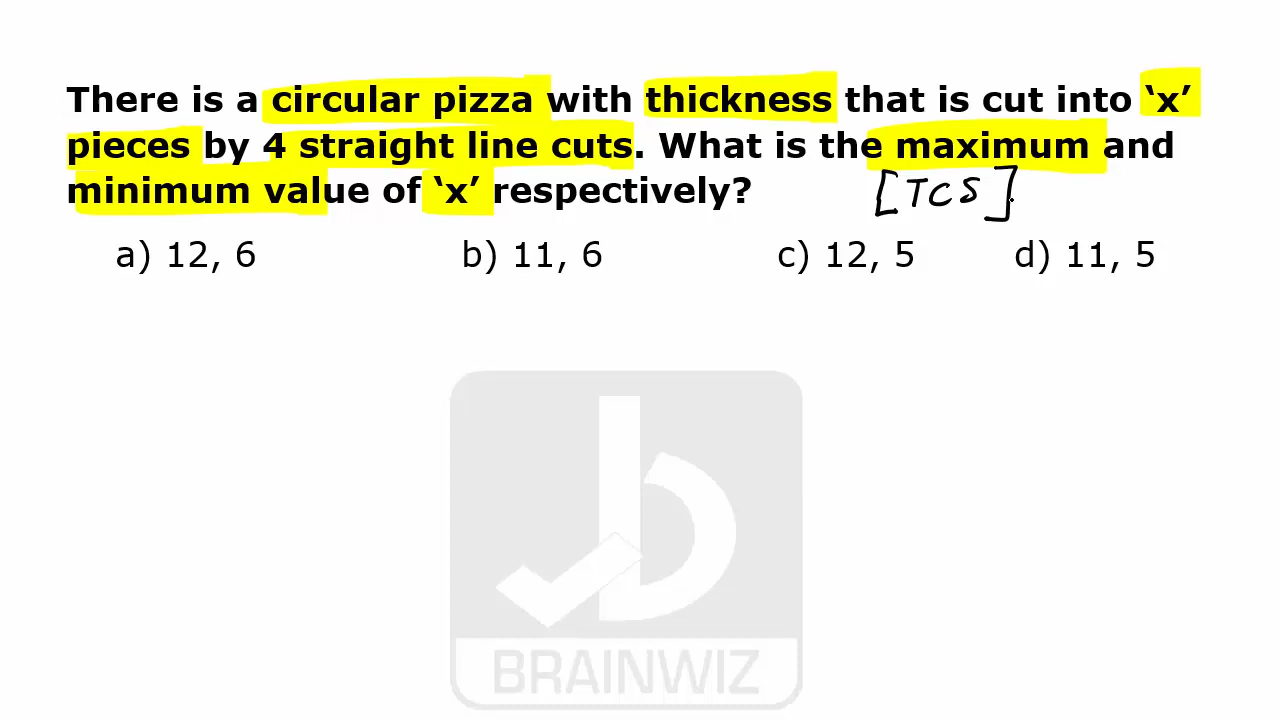 There is a circular pizza with thickness that is cut into ‘x’
pieces by 4 straight line cuts. What is the maximum and
minimum value of ‘x’ respectively? [TCS]
a) 12, 6 b) 11, 6 c) 12, 5 d) 11, 5
b
BRAINWIZ